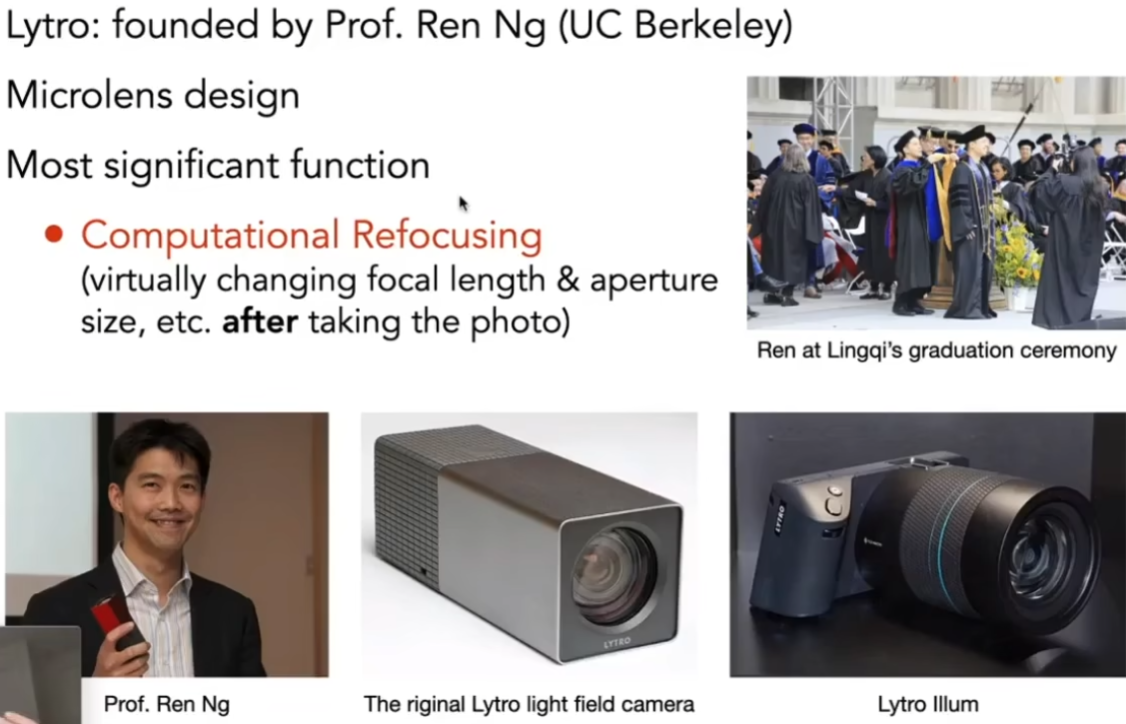 Lytro: founded by Prof. Ren Ng (UC Berkeley)
Microlens design
Most significant function
• Computational Refocusing
(virtually changing focal length & aperture
size, etc. after taking the photo)
Ren at Lingqi's graduation ceremony
LYTRO
LYTRO
Prof. Ren Ng
The riginal Lytro light field camera
Lytro Illum